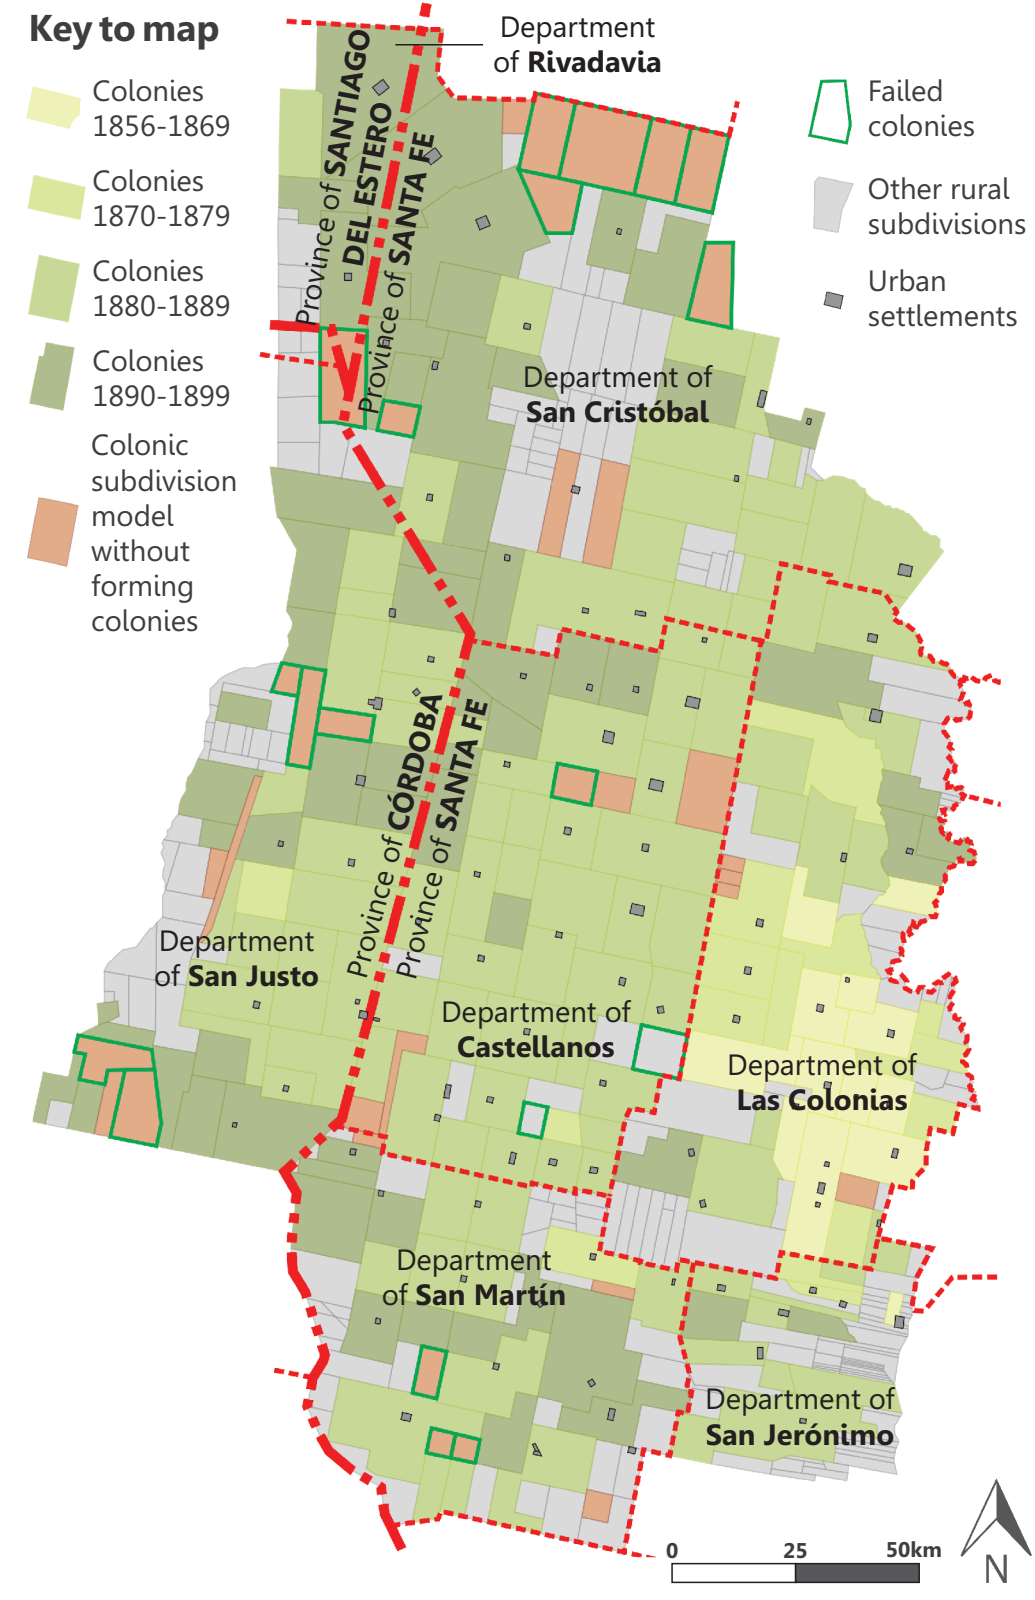 Key to map
Colonies
1856-1869
Colonies
1870-1879
Colonies
1880-1889
Colonies
1890-1899
Colonic
subdivision
model
without
forming
colonies
Failed
colonies
Other rural
subdivisions
Urban
settlements
Department
of Rivadavia
Province of SANTIAGO
DEL ESTERO
Province of SANTA FE
Department of
San Cristóbal
Province of CÓRDOBA
Province of SANTA FE
Department
of San Justo
Department of
Castellanos
Department of
Las Colonias
Department
of San Martín
Department of
San Jerónimo
0 25 50km
N